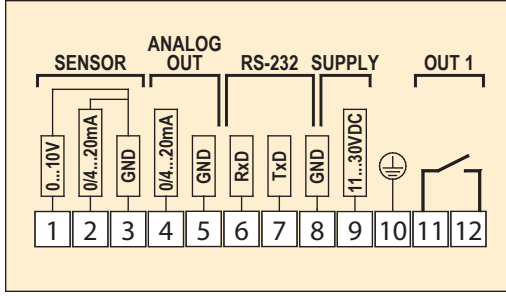 ANALOG
SENSOR OUT RS-232 SUPPLY OUT 1
0...10V 0/4...20mA GND 0/4...20mA GND RxD TxD GND 11...30VDC
1 2 3 4 5 6 7 8 9 10 11 12